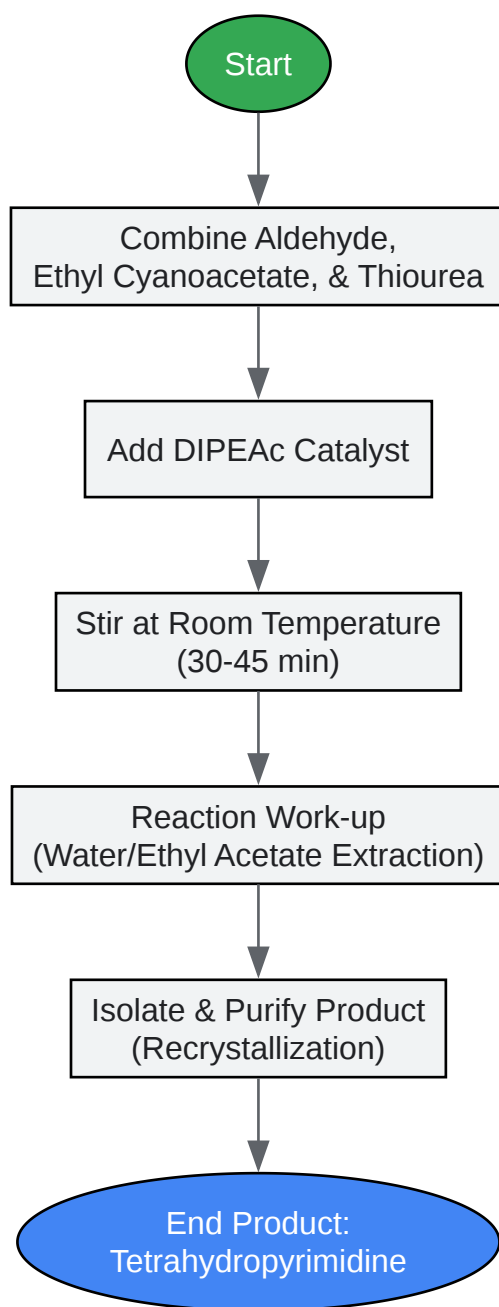 Start
Combine Aldehyde,
Ethyl Cyanoacetate, & Thiourea
Add DIPEAc Catalyst
Stir at Room Temperature
(30-45 min)
Reaction Work-up
(Water/Ethyl Acetate Extraction)
Isolate & Purify Product
(Recrystallization)
End Product:
Tetrahydropyrimidine